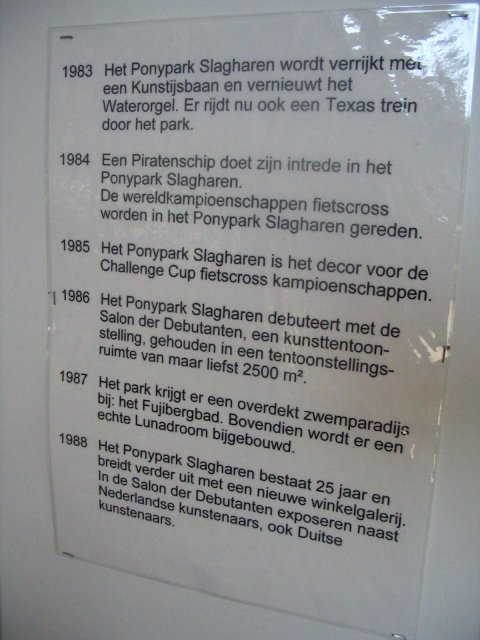 1983 Het Ponypark Slagharen wordt verrijkt met
een Kunstijsbaan en vernieuwt het
Waterorgel. Er rijdt nu ook een Texas trein
door het park.
1984 Een Piratenschip doet zijn intrede in het
Ponypark Slagharen.
De wereldkampioenschappen fietscross
worden in het Ponypark Slagharen gereden.
1985 Het Ponypark Slagharen is het decor voor de
Challenge Cup fietscross kampioenschappen.
1986 Het Ponypark Slagharen debuteert met de
Salon der Debutanten, een kunsttentoon-
stelling, gehouden in een tentoonstellings-
ruimte van maar liefst 2500 m².
1987 Het park krijgt er een overdekt zwemparadijs
bij: het Fujibergbad. Bovendien wordt er een
echte Lunadroom bijgebouwd.
1988 Het Ponypark Slagharen bestaat 25 jaar en
breidt verder uit met een nieuwe winkelgalerij.
In de Salon der Debutanten exposeren naast
Nederlandse kunstenaars, ook Duitse
kunstenaars.